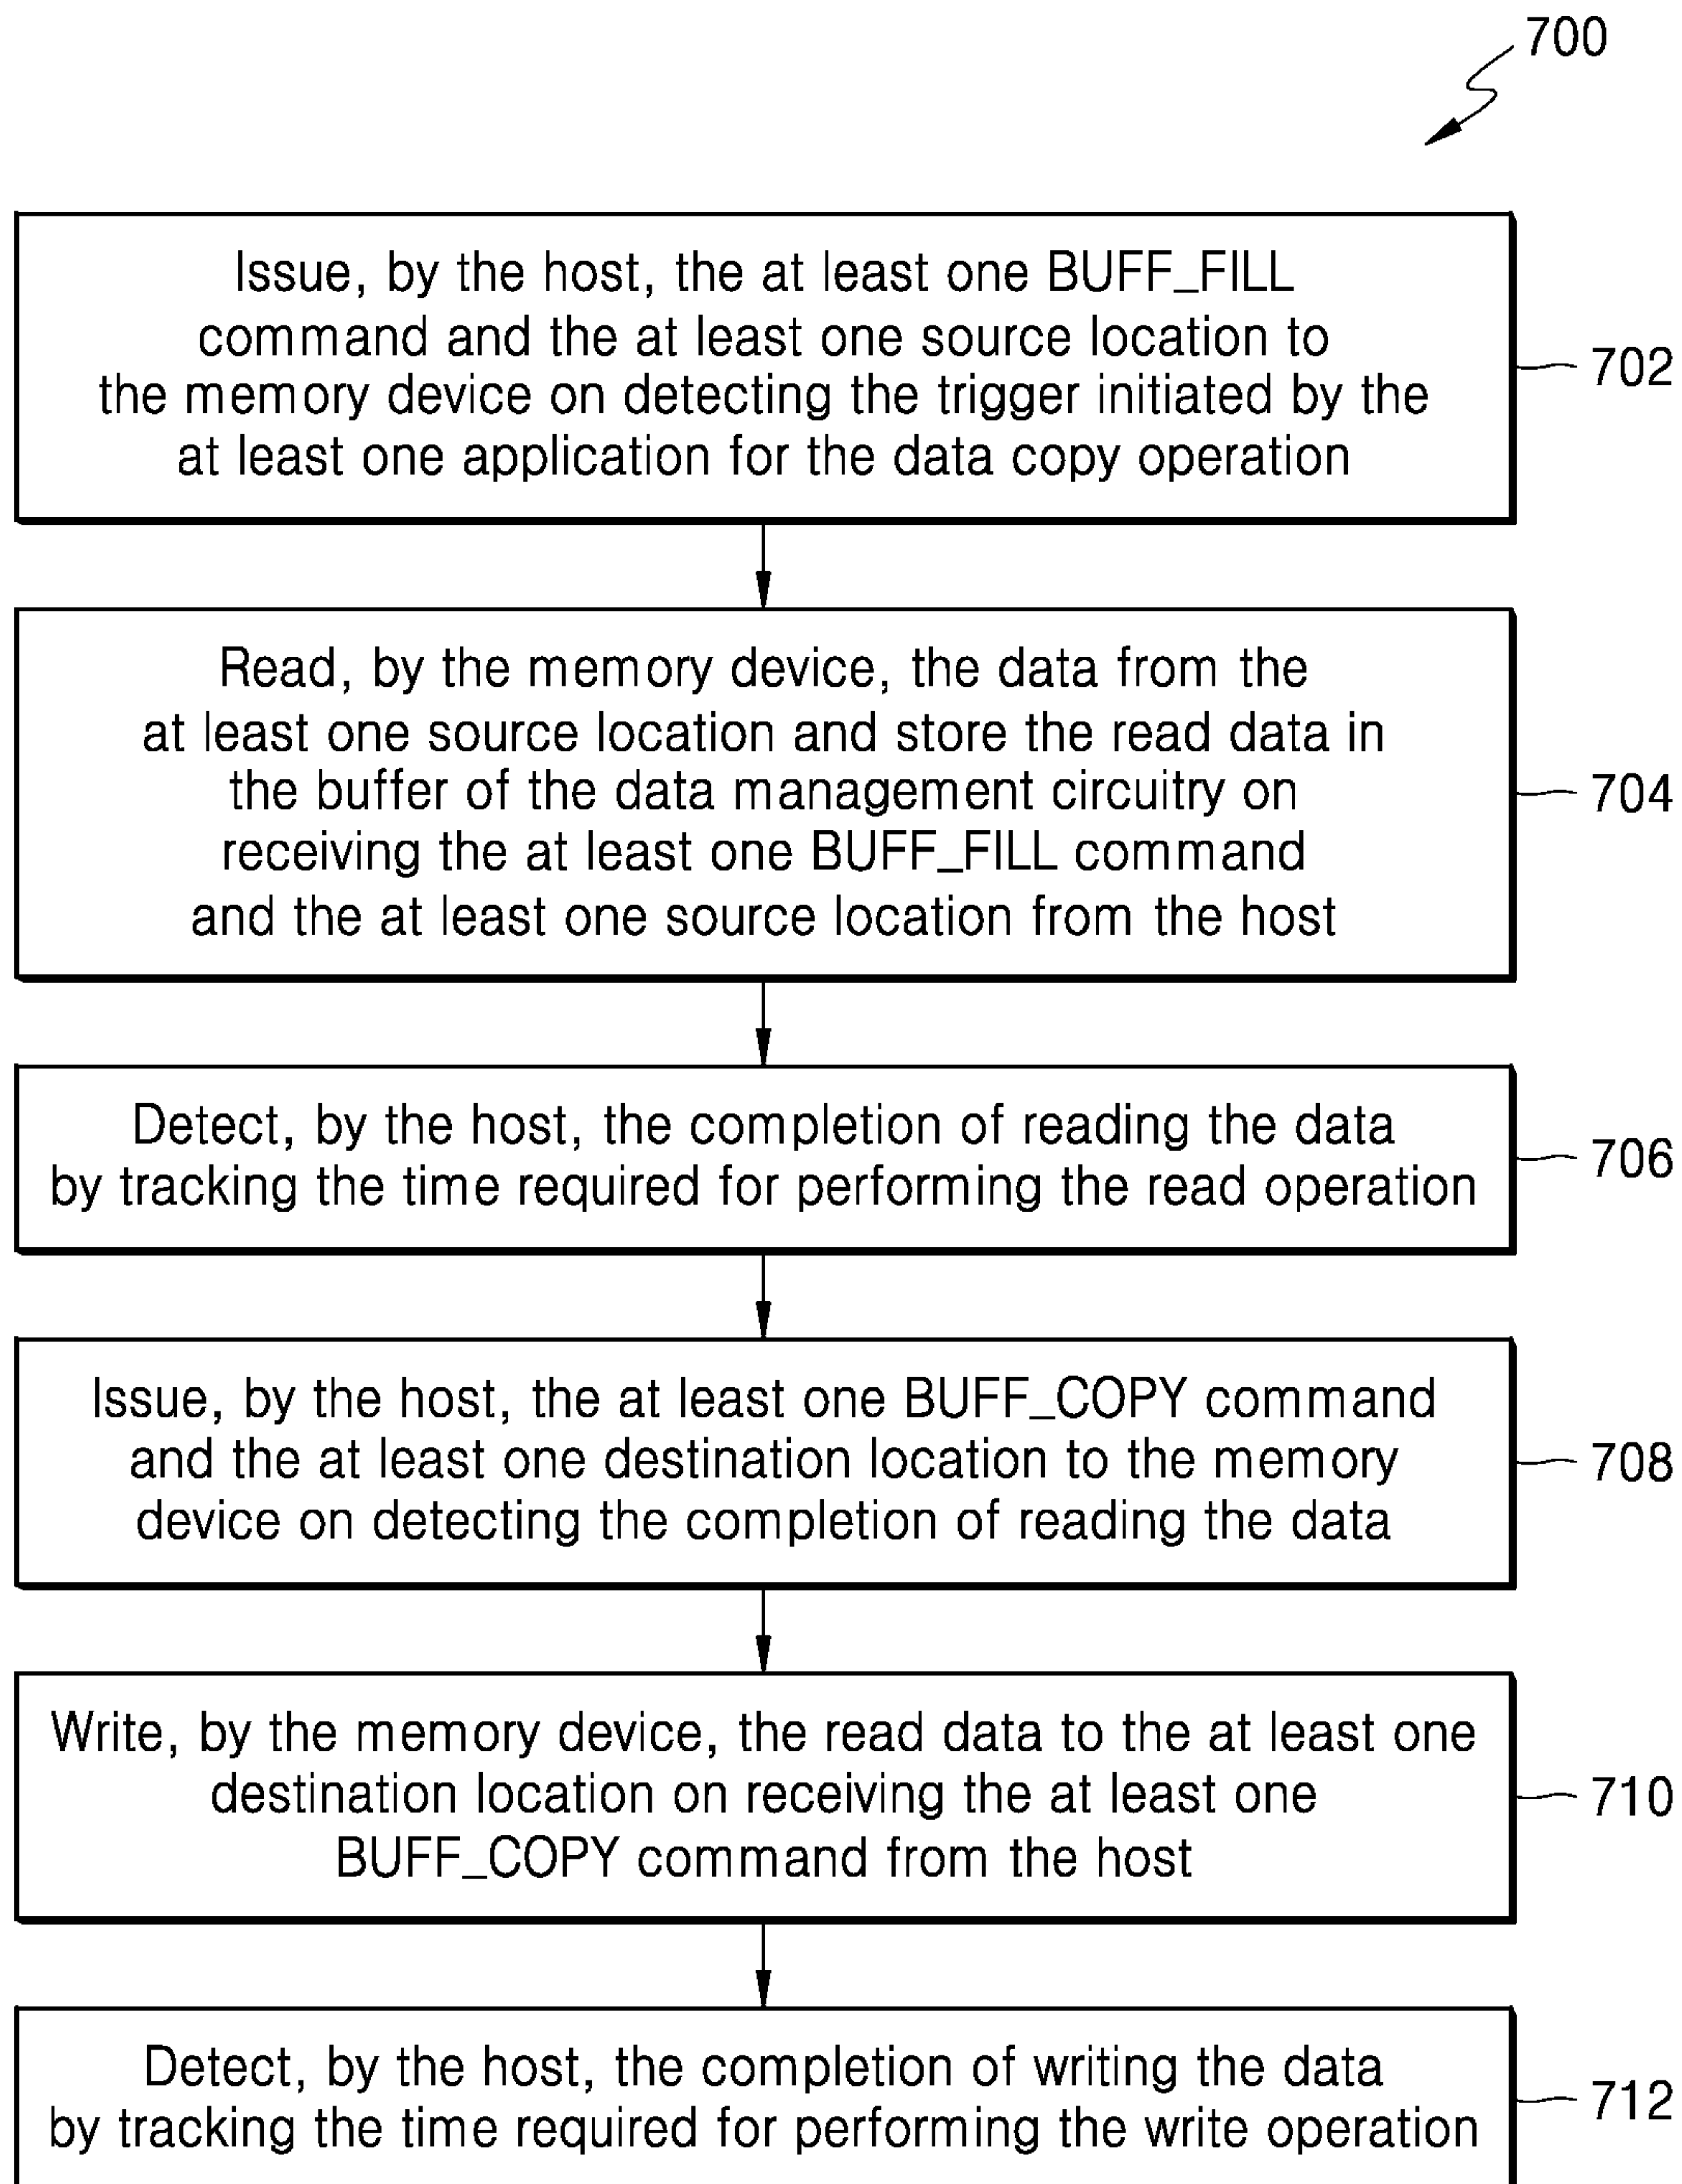 700
Issue, by the host, the at least one BUFF_FILL
command and the at least one source location to
the memory device on detecting the trigger initiated by the
at least one application for the data copy operation
702
Read, by the memory device, the data from the
at least one source location and store the read data in
the buffer of the data management circuitry on
receiving the at least one BUFF_FILL command
and the at least one source location from the host
704
Detect, by the host, the completion of reading the data
by tracking the time required for performing the read operation
706
Issue, by the host, the at least one BUFF_COPY command
and the at least one destination location to the memory
device on detecting the completion of reading the data
708
Write, by the memory device, the read data to the at least one
destination location on receiving the at least one
BUFF_COPY command from the host
710
Detect, by the host, the completion of writing the data
by tracking the time required for performing the write operation
712